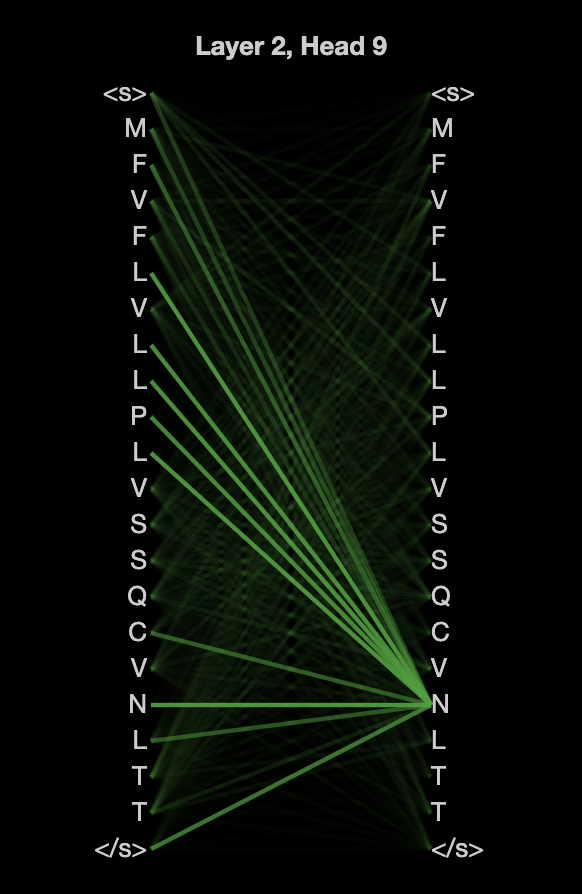 Layer 2, Head 9
<s> <s>
M M
F F
V V
F F
L L
V V
L L
L L
P P
L L
V V
S S
S S
Q Q
C C
V V
N N
L L
T T
T T
</s> </s>